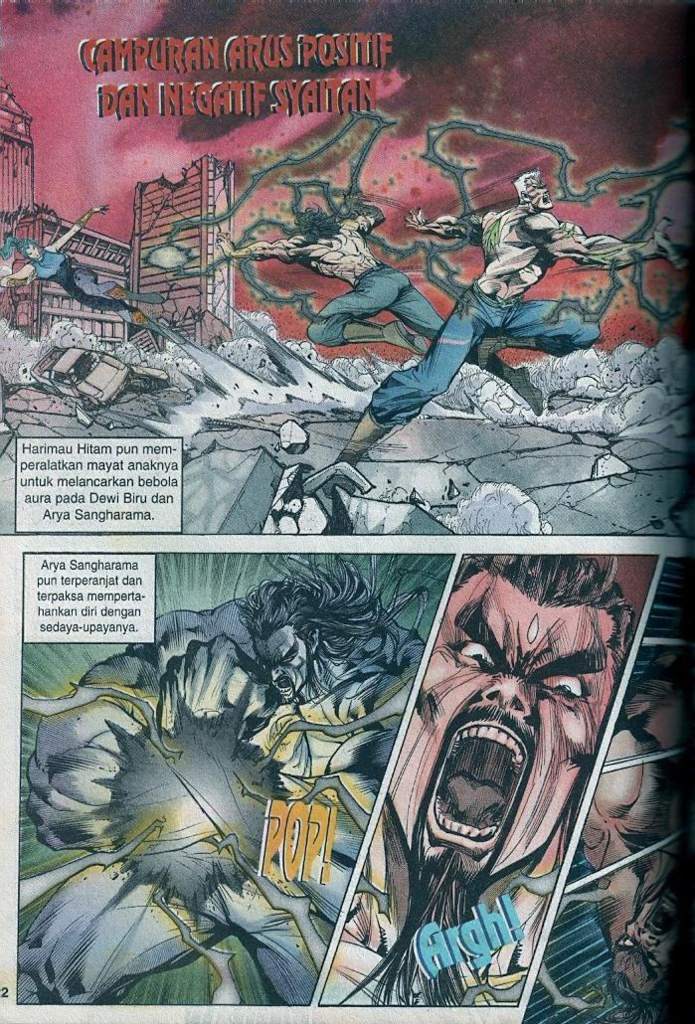 CAMPURAN ARUS POSITIF
DAN NEGATIF SYAITAN
Harimau Hitam pun mem-
peralatkan mayat anaknya
untuk melancarkan bebola
aura pada Dewi Biru dan
Arya Sangharama.
Arya Sangharama
pun terperanjat dan
terpaksa memperta-
hankan diri dengan
sedaya-upayanya.
POP!
Argh!
2